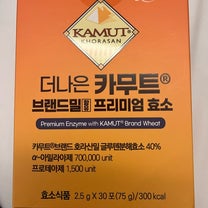 KAMUT®
KHORASAN
더나은 카무트®
브랜드밀 프리미엄 효소
Premium Enzyme with KAMUT® Brand Wheat
카무트®브랜드 호라산밀 글루텐분해효소 40%
α-아밀라아제 700,000 unit
프로테아제 1,500 unit
효소식품 2.5 g X 30 포 (75 g) / 300 kcal